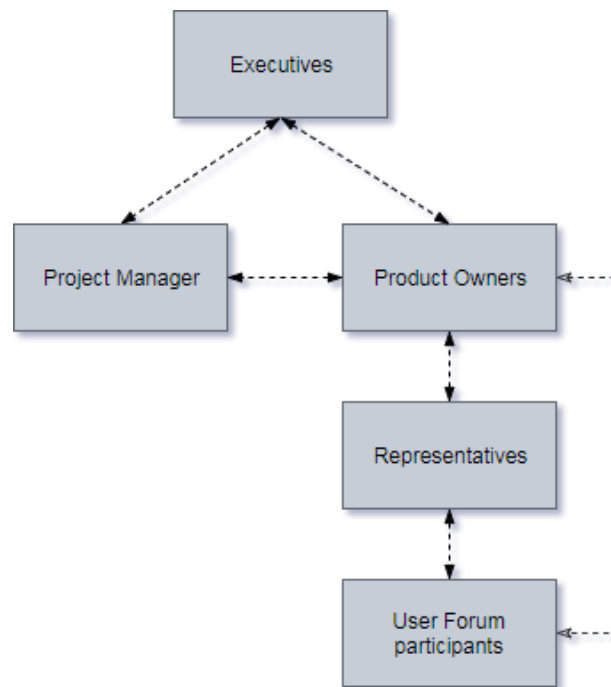 Executives
Project Manager
Product Owners
Representatives
User Forum
participants